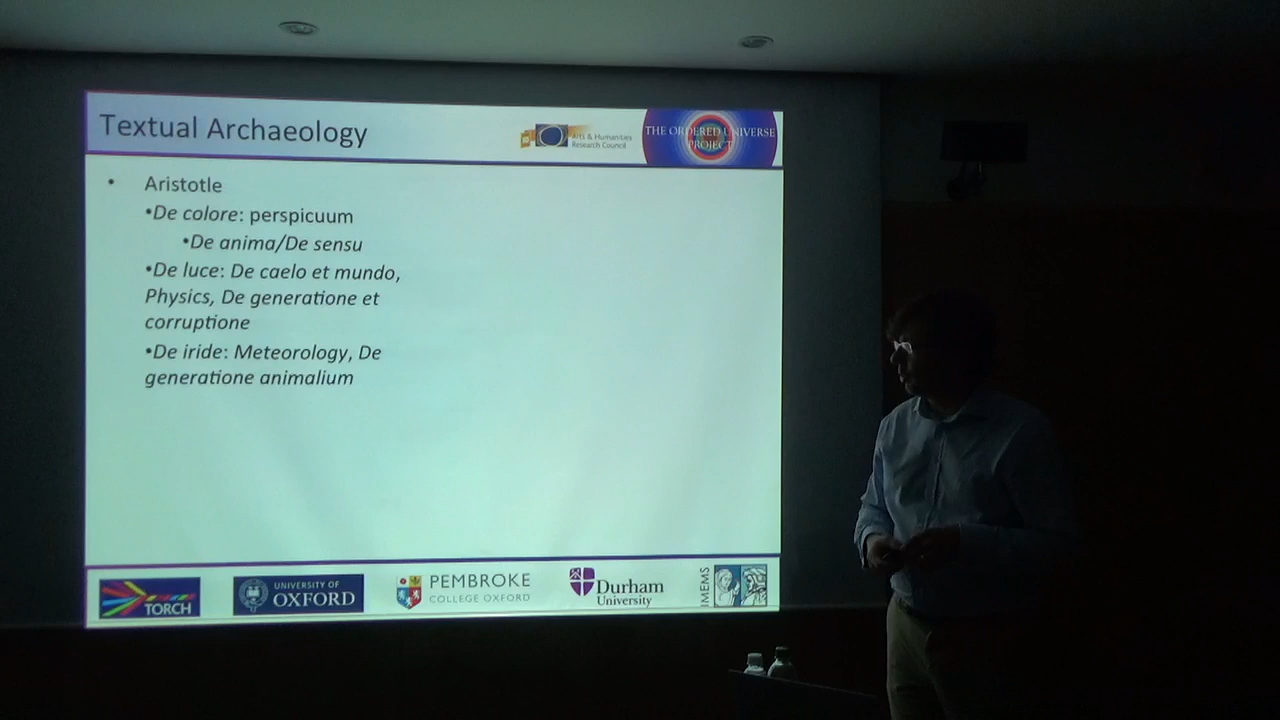 Textual Archaeology
Arts & Humanities
Research Council
THE ORDERED UNIVERSE
PROJECT
• Aristotle
•De colore: perspicuum
•De anima/De sensu
•De luce: De caelo et mundo,
Physics, De generatione et
corruptione
•De iride: Meteorology, De
generatione animalium
TORCH
UNIVERSITY OF
OXFORD
PEMBROKE
COLLEGE OXFORD
Durham
University
IMEMS